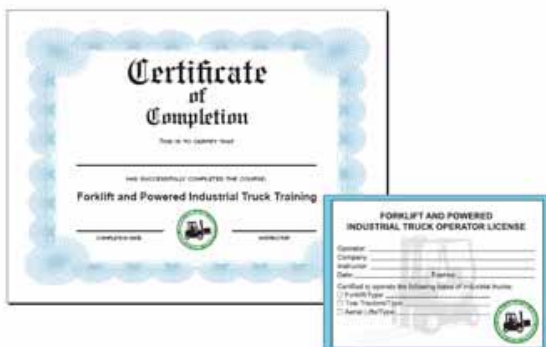 Certificate
of
Completion
THIS IS TO CERTIFY THAT
HAS SUCCESSFULLY COMPLETED THE COURSE:
Forklift and Powered Industrial Truck Training
COMPLETION DATE INSTRUCTOR
FORKLIFT AND POWERED
INDUSTRIAL TRUCK OPERATOR LICENSE
Operator:
Company:
Instructor:
Date: Expires:
Certified to operate the following types of industrial trucks:
Forklift/Type:
Tow Tractors/Type:
Aerial Lifts/Type: